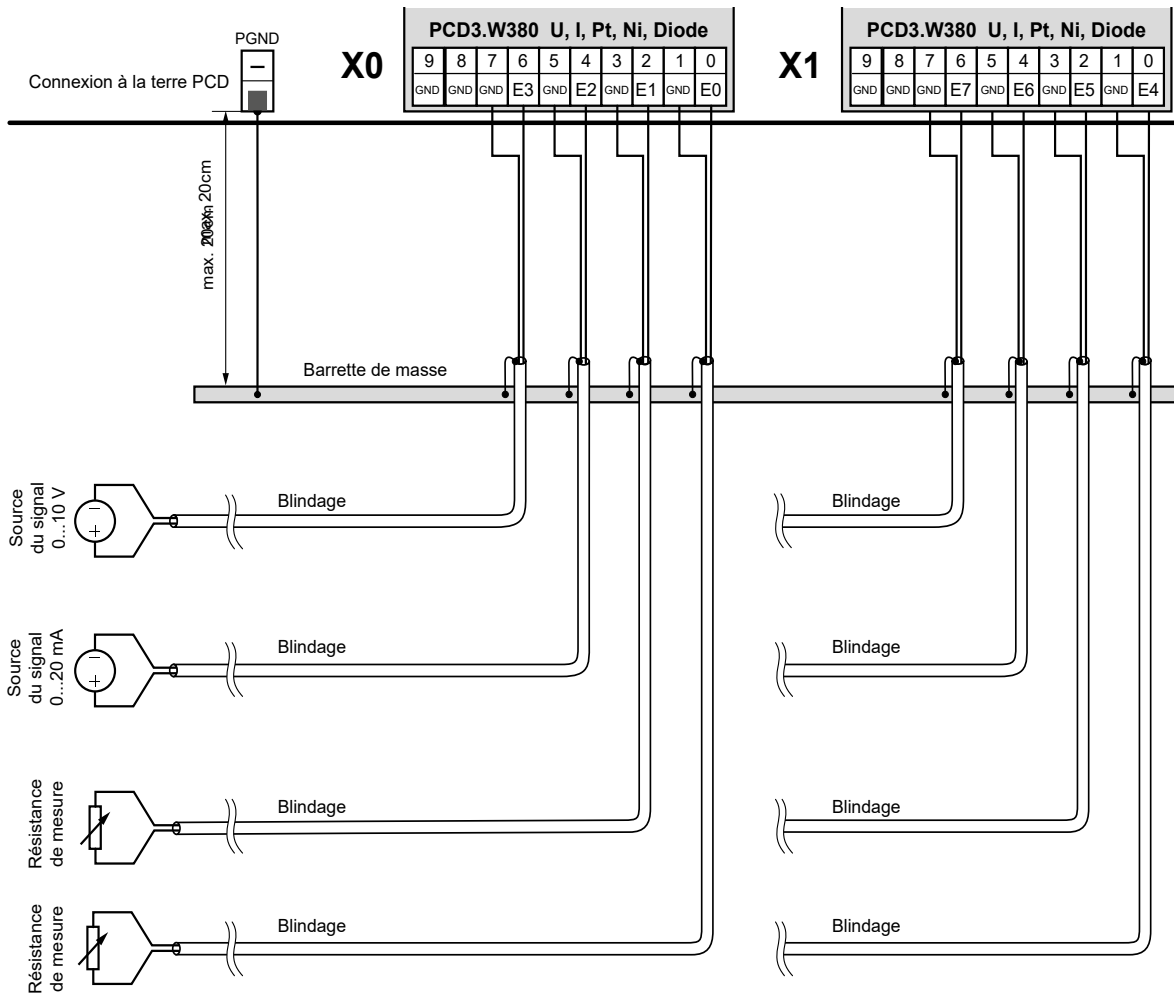 PGND
–
Connexion à la terre PCD
X0
PCD3.W380 U, I, Pt, Ni, Diode
9 8 7 6 5 4 3 2 1 0
GND GND GND E3 GND E2 GND E1 GND E0
X1
PCD3.W380 U, I, Pt, Ni, Diode
9 8 7 6 5 4 3 2 1 0
GND GND GND E7 GND E6 GND E5 GND E4
max. 20cm
max. 20cm
Barrette de masse
Source
du signal
0...10 V
–
+
Blindage
Blindage
Source
du signal
0...20 mA
–
+
Blindage
Blindage
Résistance
de mesure
Blindage
Blindage
Résistance
de mesure
Blindage
Blindage